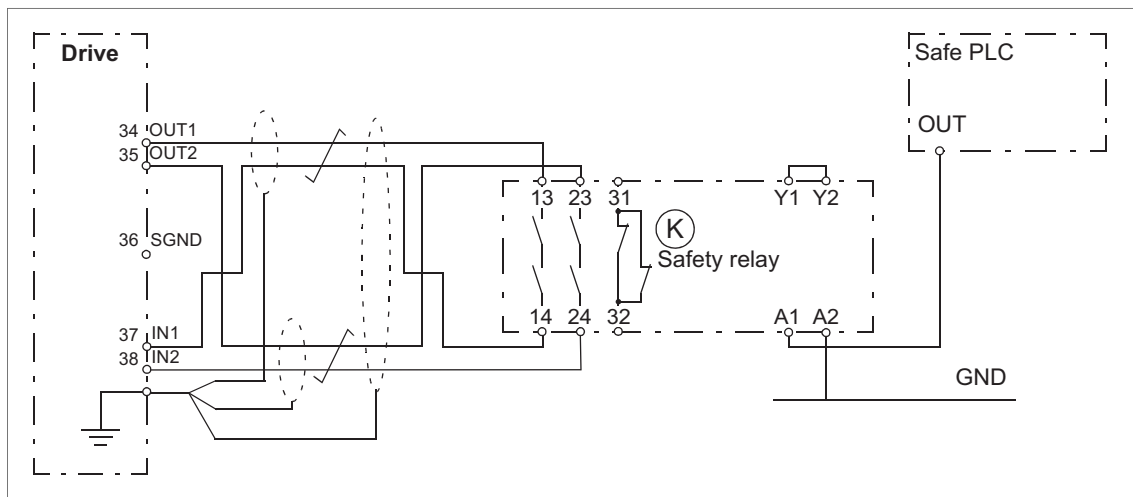 Drive
Safe PLC
OUT
34 OUT1
35 OUT2
13 23 31
Y1 Y2
K
Safety relay
36 SGND
14 24 32
A1 A2
37 IN1
38 IN2
GND